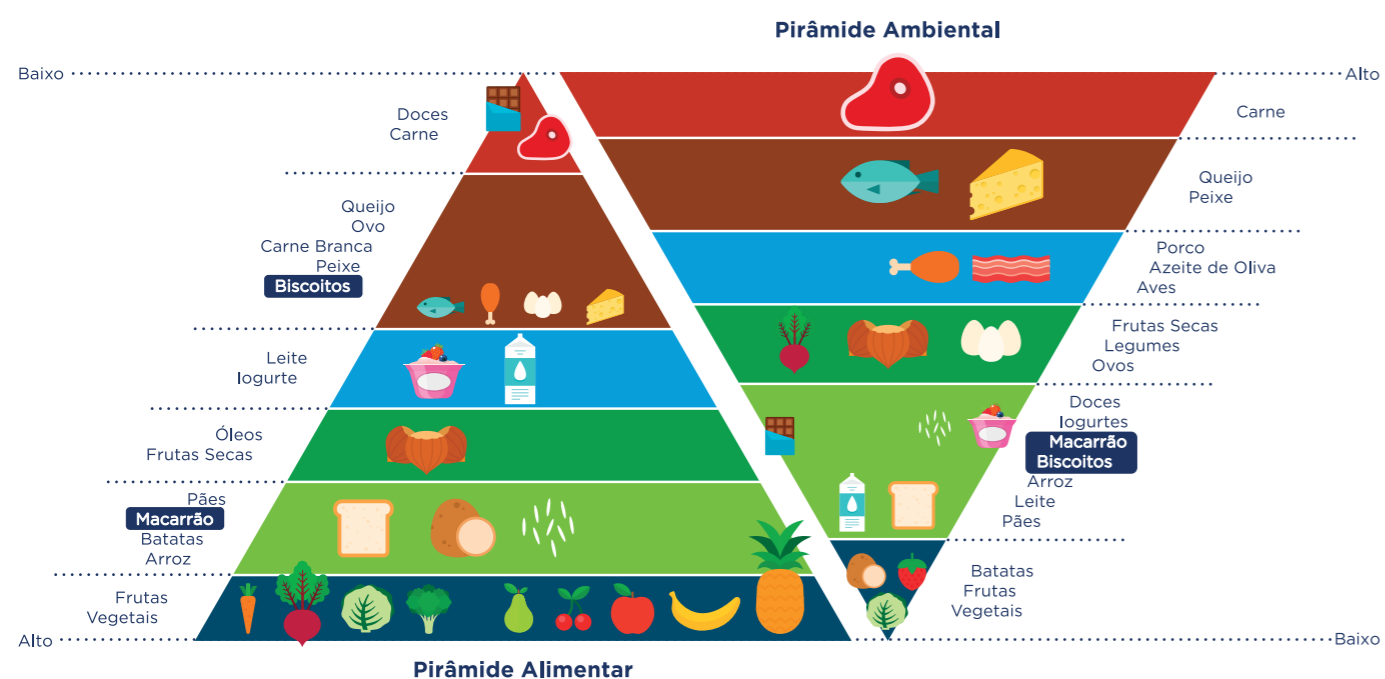 Pirâmide Ambiental
Baixo
Alto
Doces
Carne
Carne
Queijo
Ovo
Carne Branca
Peixe
Biscoitos
Queijo
Peixe
Porco
Azeite de Oliva
Aves
Leite
Iogurte
Frutas Secas
Legumes
Ovos
Óleos
Frutas Secas
Doces
Iogurtes
Macarrão
Biscoitos
Arroz
Leite
Pães
Pães
Macarrão
Batatas
Arroz
Batatas
Frutas
Vegetais
Frutas
Vegetais
Alto
Baixo
Pirâmide Alimentar